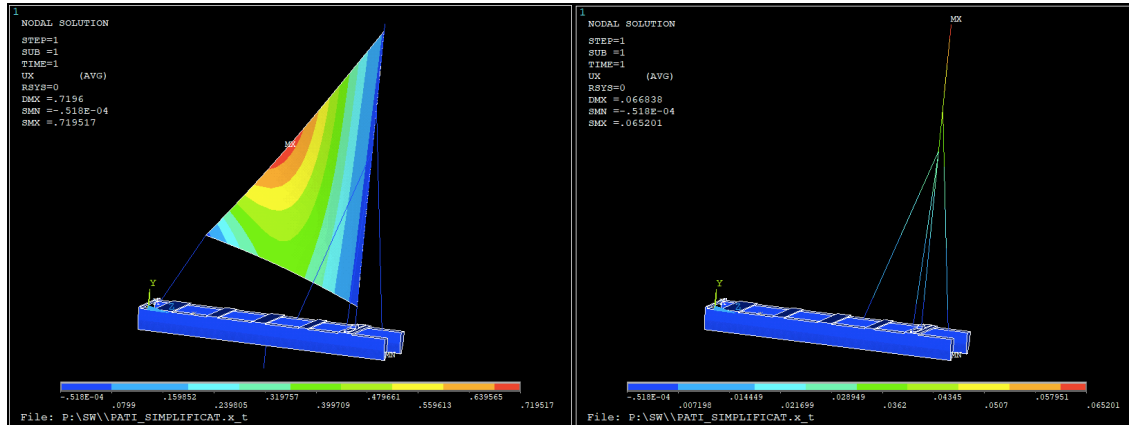 1
NODAL SOLUTION
STEP=1
SUB =1
TIME=1
UX (AVG)
RSYS=0
DMX =.7196
SMN =-.518E-04
SMX =.719517
MX
Y
Z
MN
-.518E-04 .159852 .319757 .479661 .639565
.0799 .239805 .399709 .559613 .719517
File: P:\SW\\PATI_SIMPLIFICAT.x_t
1
NODAL SOLUTION
STEP=1
SUB =1
TIME=1
UX (AVG)
RSYS=0
DMX =.066838
SMN =-.518E-04
SMX =.065201
MX
Y
MN
-.518E-04 .014449 .028949 .04345 .057951
.007198 .021699 .0362 .0507 .065201
File: P:\SW\\PATI_SIMPLIFICAT.x_t